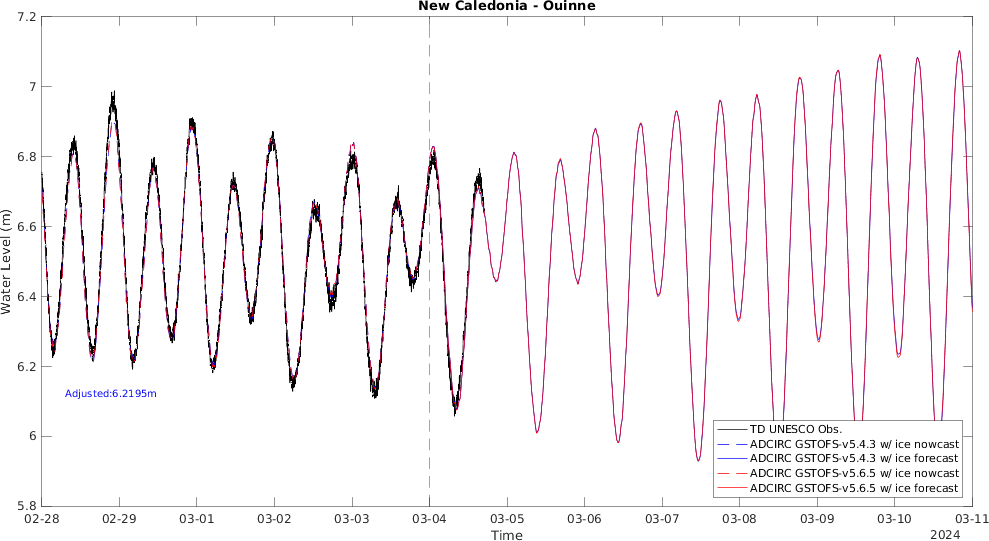 New Caledonia - Ouinne
7.2
7
6.8
6.6
6.4
6.2
6
5.8
Water Level (m)
Adjusted:6.2195m
TD UNESCO Obs.
ADCIRC GSTOFS-v5.4.3 w/ ice nowcast
ADCIRC GSTOFS-v5.4.3 w/ ice forecast
ADCIRC GSTOFS-v5.6.5 w/ ice nowcast
ADCIRC GSTOFS-v5.6.5 w/ ice forecast
02-28 02-29 03-01 03-02 03-03 03-04 03-05 03-06 03-07 03-08 03-09 03-10 03-11
Time
2024